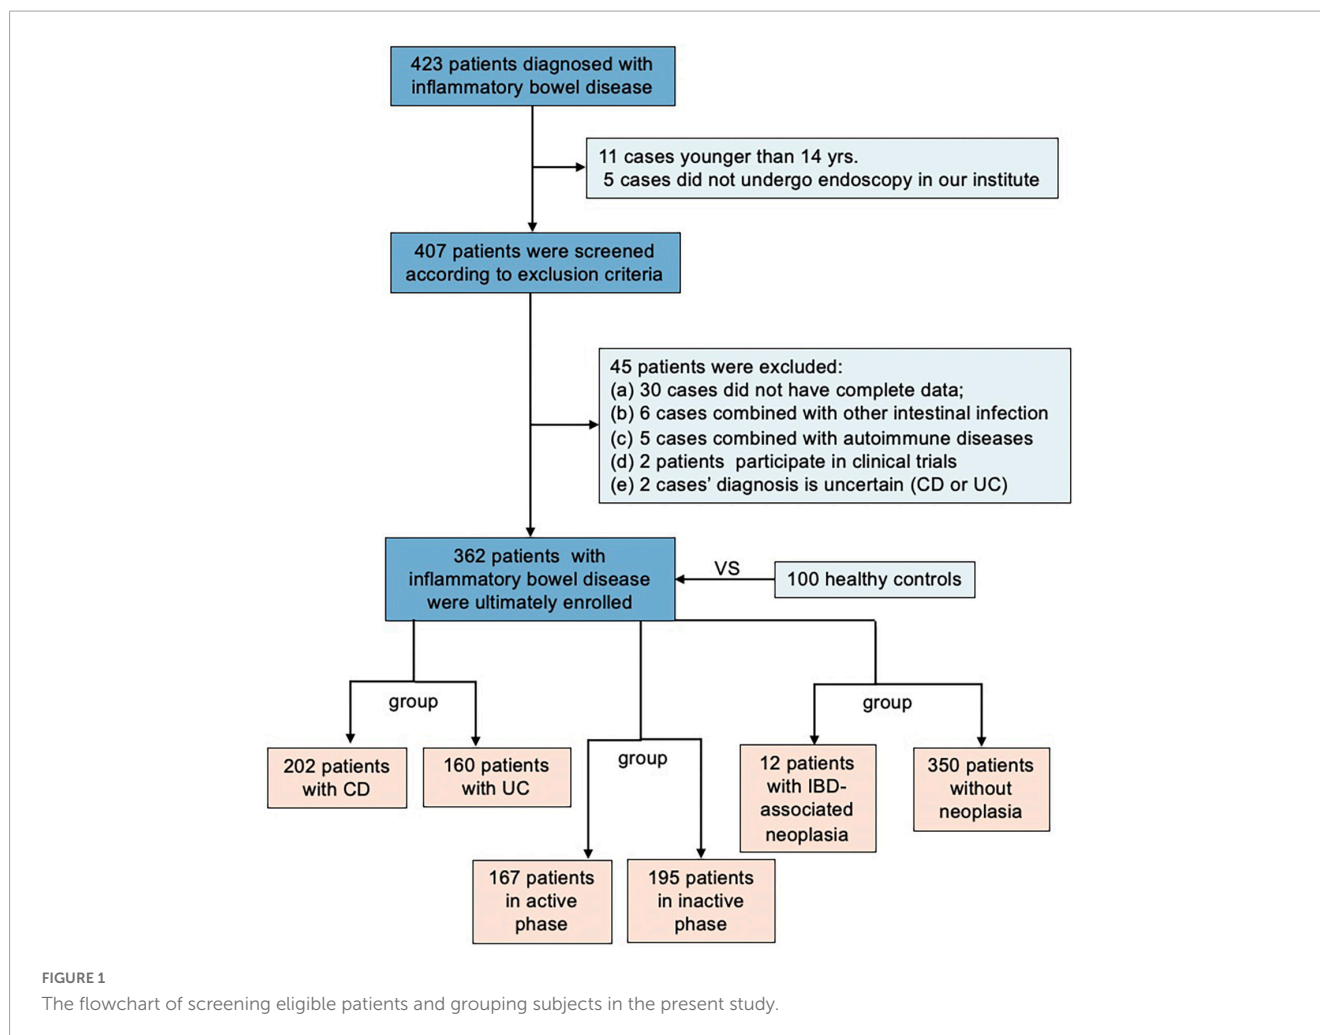 423 patients diagnosed with
inflammatory bowel disease
11 cases younger than 14 yrs.
5 cases did not undergo endoscopy in our institute
407 patients were screened
according to exclusion criteria
45 patients were excluded:
(a) 30 cases did not have complete data;
(b) 6 cases combined with other intestinal infection
(c) 5 cases combined with autoimmune diseases
(d) 2 patients participate in clinical trials
(e) 2 cases’ diagnosis is uncertain (CD or UC)
362 patients with
inflammatory bowel disease
were ultimately enrolled
VS
100 healthy controls
group
202 patients
with CD
160 patients
with UC
group
167 patients
in active
phase
195 patients
in inactive
phase
group
12 patients
with IBD-
associated
neoplasia
350 patients
without
neoplasia
FIGURE 1
The flowchart of screening eligible patients and grouping subjects in the present study.